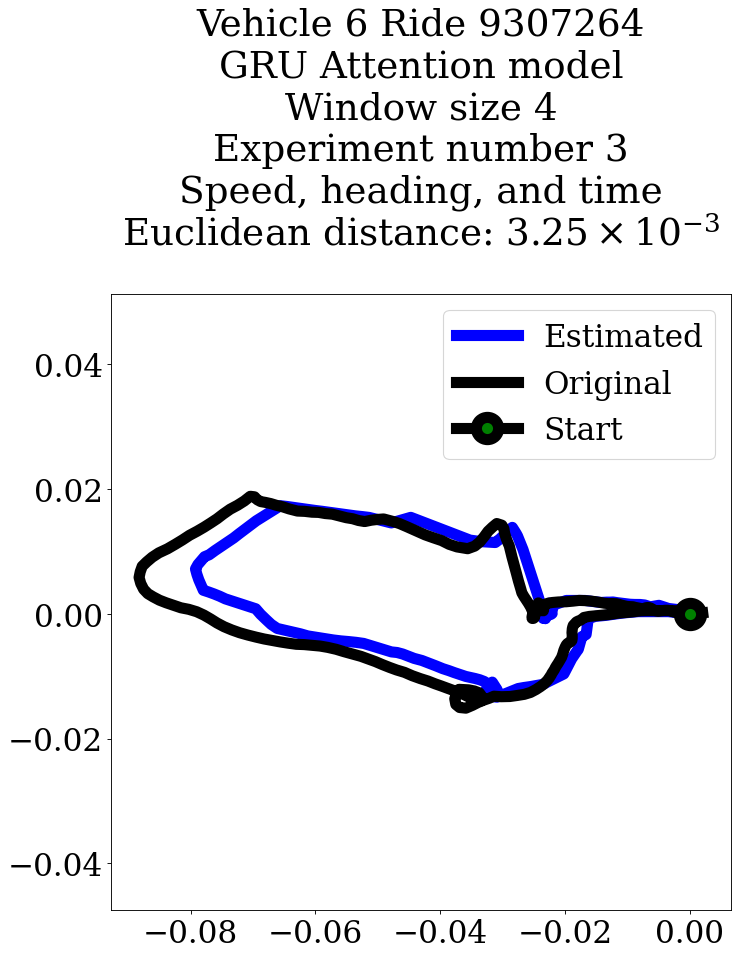 Vehicle 6 Ride 9307264
GRU Attention model
Window size 4
Experiment number 3
Speed, heading, and time
Euclidean distance: 3.25 × 10⁻³
Estimated
Original
Start
0.04
0.02
0.00
−0.02
−0.04
−0.08 −0.06 −0.04 −0.02 0.00